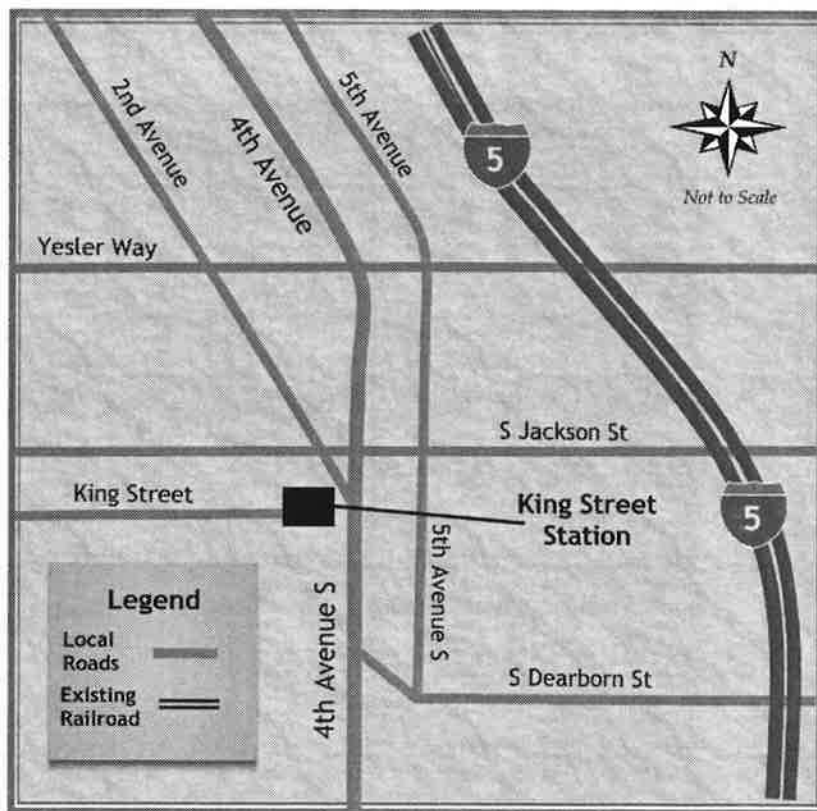 2nd Avenue
4th Avenue
5th Avenue
5
N
Not to Scale
Yesler Way
S Jackson St
King Street
King Street
Station
5
5th Avenue S
4th Avenue S
S Dearborn St
Legend
Local
Roads
Existing
Railroad